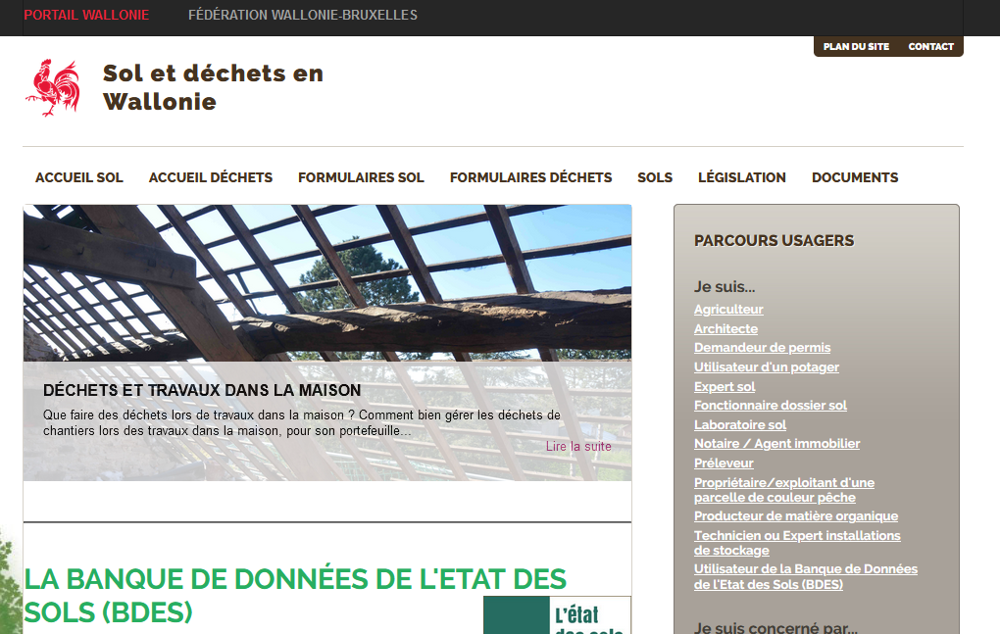 PORTAIL WALLONIE FÉDÉRATION WALLONIE-BRUXELLES
PLAN DU SITE CONTACT
Sol et déchets en
Wallonie
ACCUEIL SOL ACCUEIL DÉCHETS FORMULAIRES SOL FORMULAIRES DÉCHETS SOLS LÉGISLATION DOCUMENTS
DÉCHETS ET TRAVAUX DANS LA MAISON
Que faire des déchets lors de travaux dans la maison ? Comment bien gérer les déchets de
chantiers lors des travaux dans la maison, pour son portefeuille...
Lire la suite
LA BANQUE DE DONNÉES DE L'ETAT DES
SOLS (BDES)
L'état
des sols
PARCOURS USAGERS
Je suis...
Agriculteur
Architecte
Demandeur de permis
Utilisateur d'un potager
Expert sol
Fonctionnaire dossier sol
Laboratoire sol
Notaire / Agent immobilier
Préleveur
Propriétaire/exploitant d'une
parcelle de couleur pêche
Producteur de matière organique
Technicien ou Expert installations
de stockage
Utilisateur de la Banque de Données
de l'Etat des Sols (BDES)
Je suis concerné par...